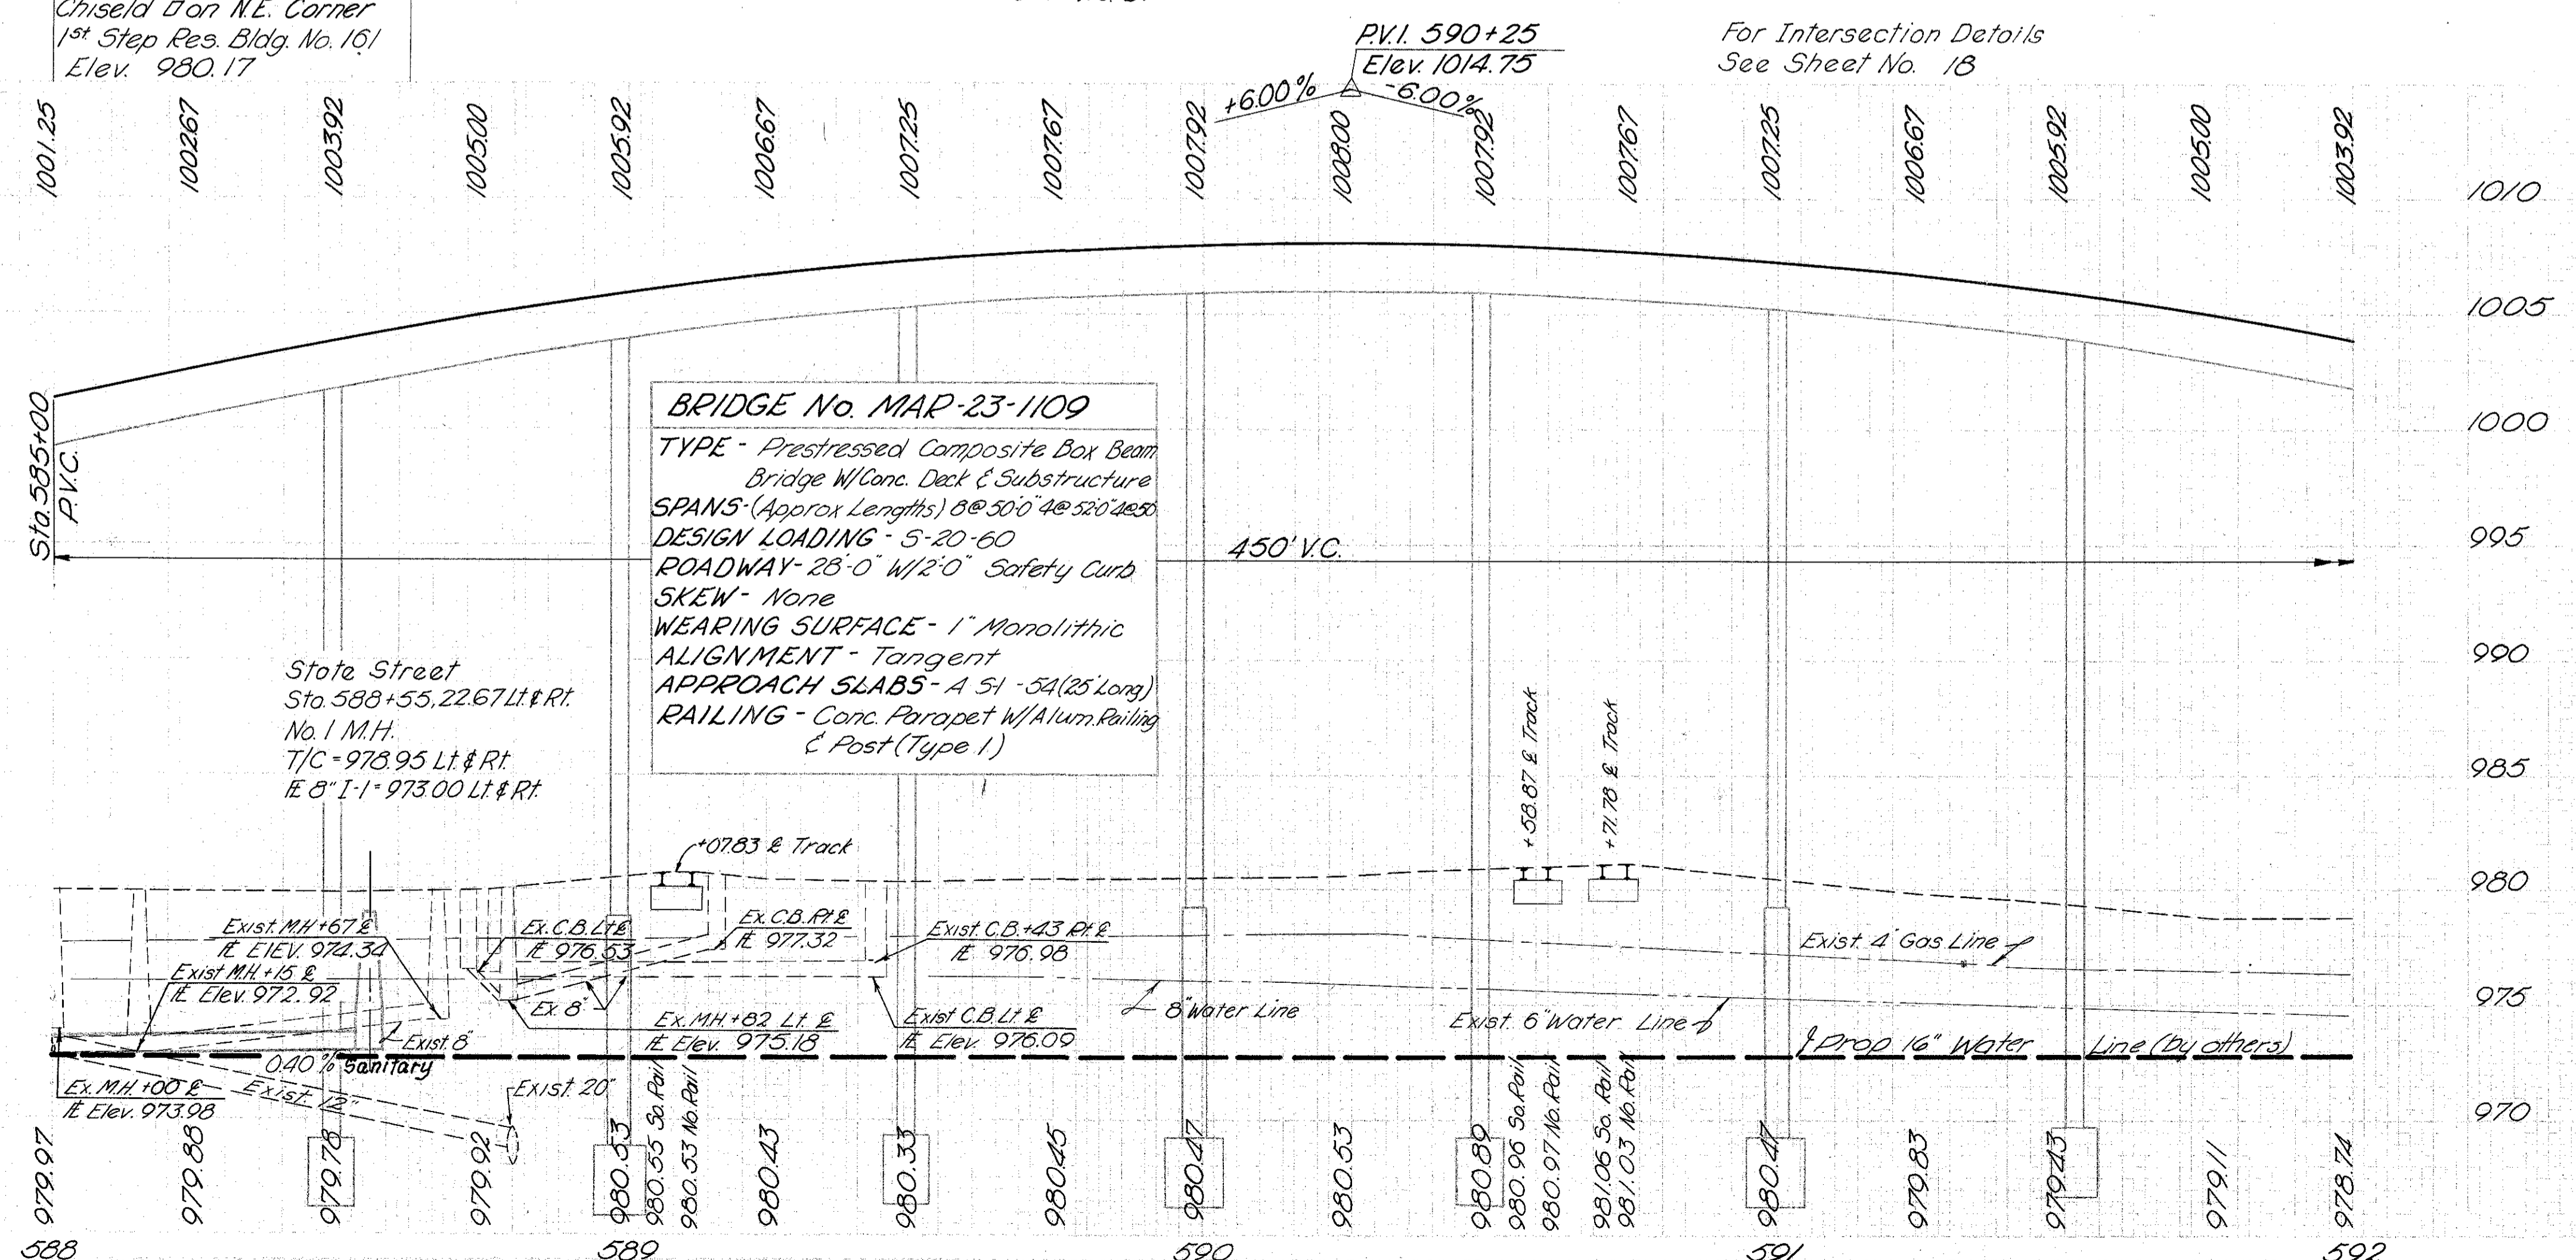 Chiseld □ on N.E. Corner
1st Step Res. Bldg. No. 161
Elev. 980.17
P.V.I. 590+25
Elev. 1014.75
+6.00%
-6.00%
For Intersection Details
See Sheet No. 18
1001.25
1002.67
1003.92
1005.00
1005.92
1006.67
1007.25
1007.67
1007.92
1008.00
1007.92
1007.67
1007.25
1006.67
1005.92
1005.00
1003.92
1010
1005
1000
995
990
985
980
975
970
Sta. 585+00
P.V.C.
BRIDGE No. MAR-23-1109
TYPE - Prestressed Composite Box Beam
Bridge W/Conc. Deck & Substructure
SPANS-(Approx Lengths) 8@50'0" 4@52'0" 4@50
DESIGN LOADING - S-20-60
ROADWAY - 28'-0" W/2'-0" Safety Curb
SKEW - None
WEARING SURFACE - 1" Monolithic
ALIGNMENT - Tangent
APPROACH SLABS - A S-1 -54 (25' Long)
RAILING - Conc. Parapet W/Alum. Railing
& Post (Type 1)
450' V.C.
State Street
Sta. 588+55, 22.67 Lt. & Rt.
No. 1 M.H.
T/C = 978.95 Lt. & Rt.
℄ 8" I-1 = 973.00 Lt. & Rt.
+07.83 ℄ Track
+58.87 ℄ Track
+71.78 ℄ Track
Exist. M.H. +67 ℄
℄ ElEV. 974.34
Exist M.H. +15 ℄
℄ Elev. 972.92
Ex. C.B. Lt ℄
℄ 976.53
Ex. C.B. Rt. ℄
℄ 977.32
Exist. C.B. +43 Rt. ℄
℄ 976.98
Exist. 4" Gas Line
Ex. 8"
Exist 8"
Ex. M.H. +82 Lt. ℄
℄ Elev. 975.18
Exist C.B. Lt ℄
℄ Elev. 976.09
8" Water Line
Exist. 6" Water Line
Prop. 16" Water Line (by others)
0.40% Sanitary
Ex. M.H. +00 ℄
℄ Elev. 973.98
Exist. 12"
Exist. 20"
979.97
979.88
979.78
979.92
980.53
980.55 So. Rail
980.53 No. Rail
980.43
980.33
980.45
980.47
980.53
980.89
980.96 So. Rail
980.97 No. Rail
981.06 So. Rail
981.03 No. Rail
980.47
979.83
979.43
979.11
978.74
588
589
590
591
592